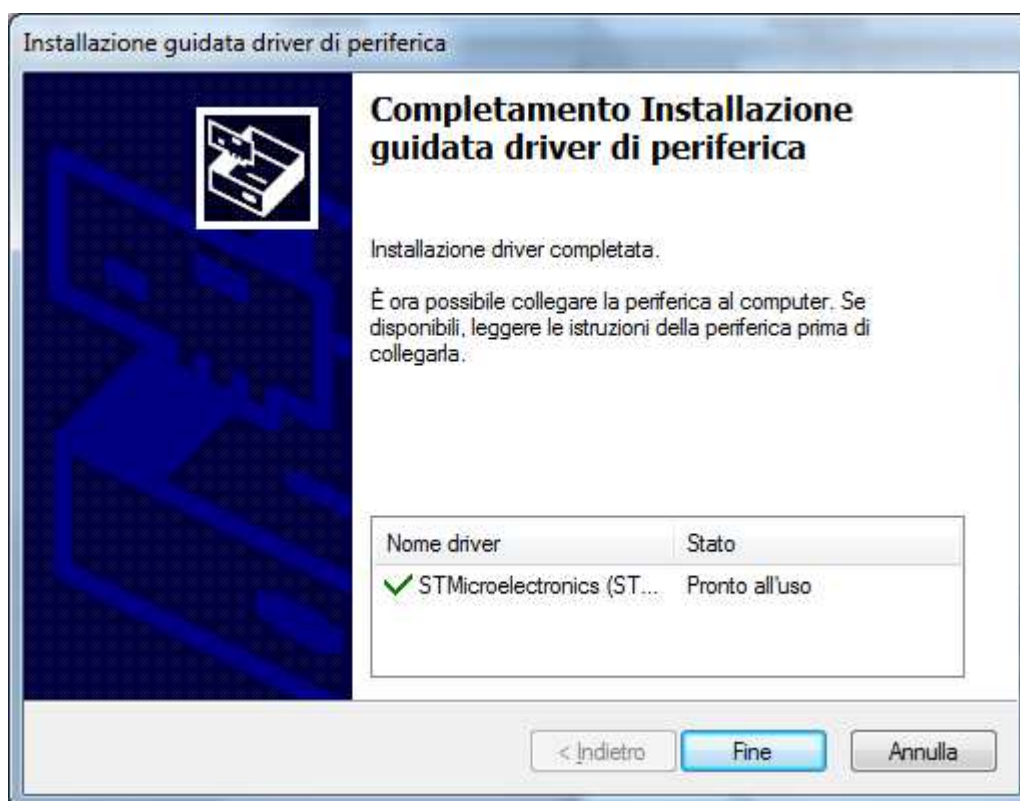 Installazione guidata driver di periferica
Completamento Installazione
guidata driver di periferica
Installazione driver completata.
È ora possibile collegare la periferica al computer. Se
disponibili, leggere le istruzioni della periferica prima di
collegarla.
Nome driver Stato
STMicroelectronics (ST... Pronto all'uso
< Indietro Fine Annulla